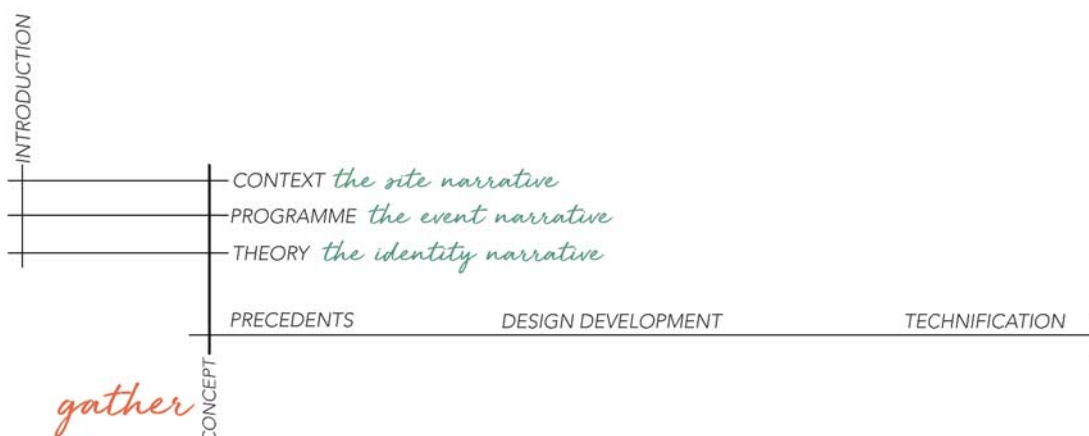 INTRODUCTION
CONTEXT the site narrative
PROGRAMME the event narrative
THEORY the identity narrative
PRECEDENTS DESIGN DEVELOPMENT TECHNIFICATION
gather CONCEPT